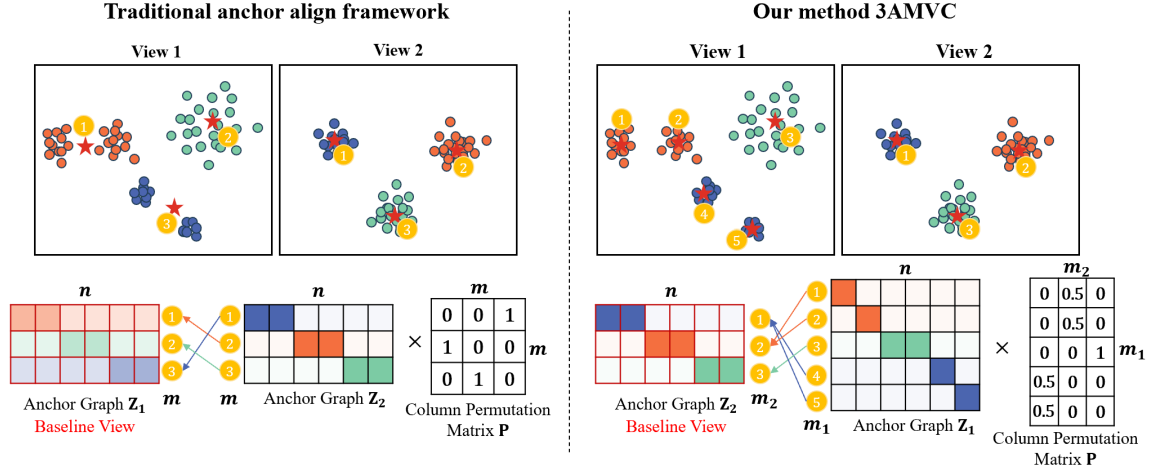 Traditional anchor align framework
View 1
View 2
1
2
3
1
2
3
n
n
m
1
2
3
1
2
3
×
0 0 1
1 0 0
0 1 0
m
m
m
Anchor Graph Z₁
Baseline View
Anchor Graph Z₂
Column Permutation
Matrix P
Our method 3AMVC
View 1
View 2
1
2
3
4
5
1
2
3
n
n
m₂
1
2
3
1
2
3
4
5
×
0 0.5 0
0 0.5 0
0 0 1
0.5 0 0
0.5 0 0
m₁
Anchor Graph Z₂
Baseline View
m₂
m₁
Anchor Graph Z₁
Column Permutation
Matrix P